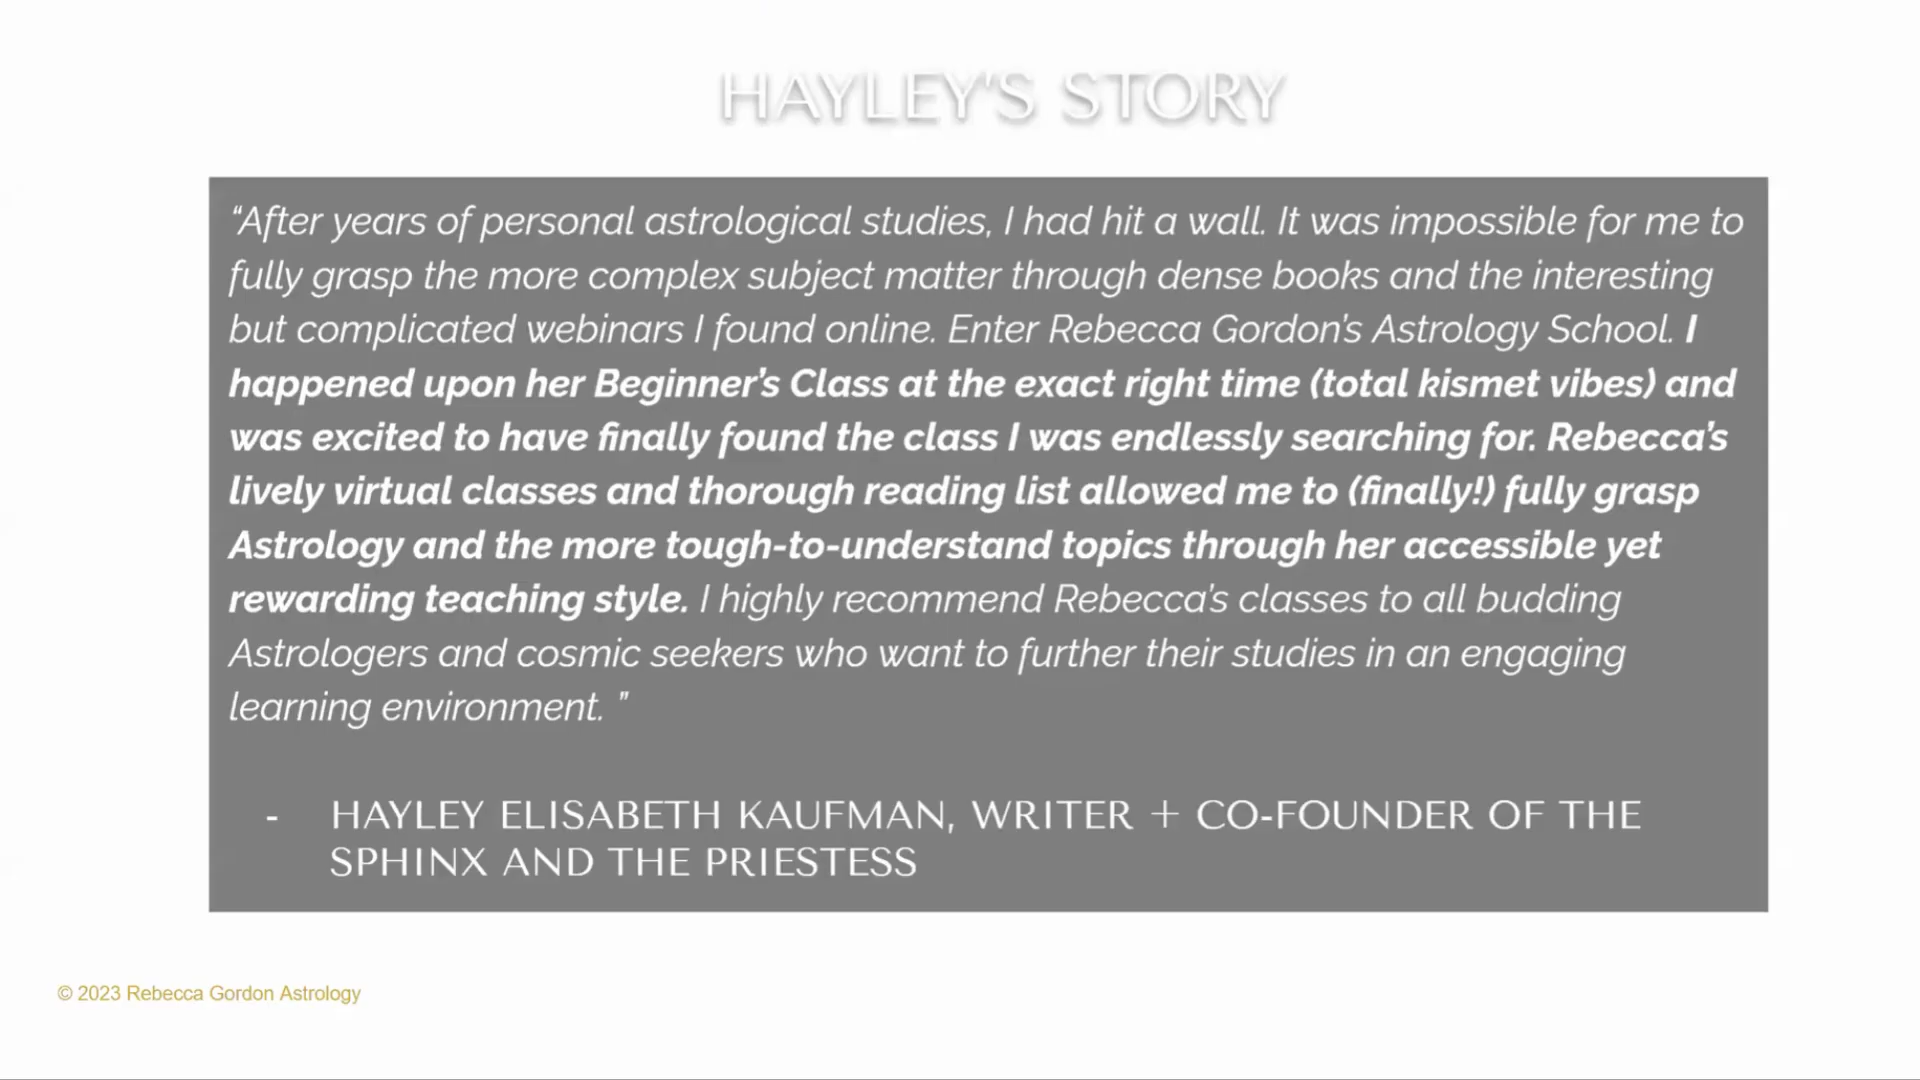 HAYLEY'S STORY
“After years of personal astrological studies, I had hit a wall. It was impossible for me to
fully grasp the more complex subject matter through dense books and the interesting
but complicated webinars I found online. Enter Rebecca Gordon’s Astrology School. I
happened upon her Beginner’s Class at the exact right time (total kismet vibes) and
was excited to have finally found the class I was endlessly searching for. Rebecca’s
lively virtual classes and thorough reading list allowed me to (finally!) fully grasp
Astrology and the more tough-to-understand topics through her accessible yet
rewarding teaching style. I highly recommend Rebecca’s classes to all budding
Astrologers and cosmic seekers who want to further their studies in an engaging
learning environment. ”
- HAYLEY ELISABETH KAUFMAN, WRITER + CO-FOUNDER OF THE
SPHINX AND THE PRIESTESS
© 2023 Rebecca Gordon Astrology